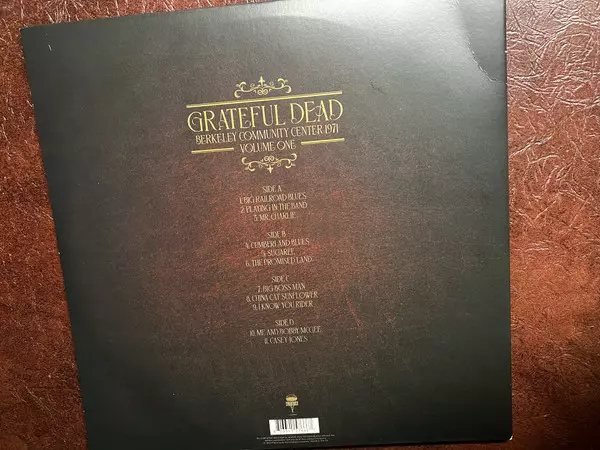 GRATEFUL DEAD
BERKELEY COMMUNITY CENTER 1971
VOLUME ONE
SIDE A
1. BIG RAILROAD BLUES
2. PLAYING IN THE BAND
3. MR. CHARLIE
SIDE B
4. CUMBERLAND BLUES
5. SUGAREE
6. THE PROMISED LAND
SIDE C
7. BIG BOSS MAN
8. CHINA CAT SUNFLOWER
9. I KNOW YOU RIDER
SIDE D
10. ME AND BOBBY MCGEE
11. CASEY JONES